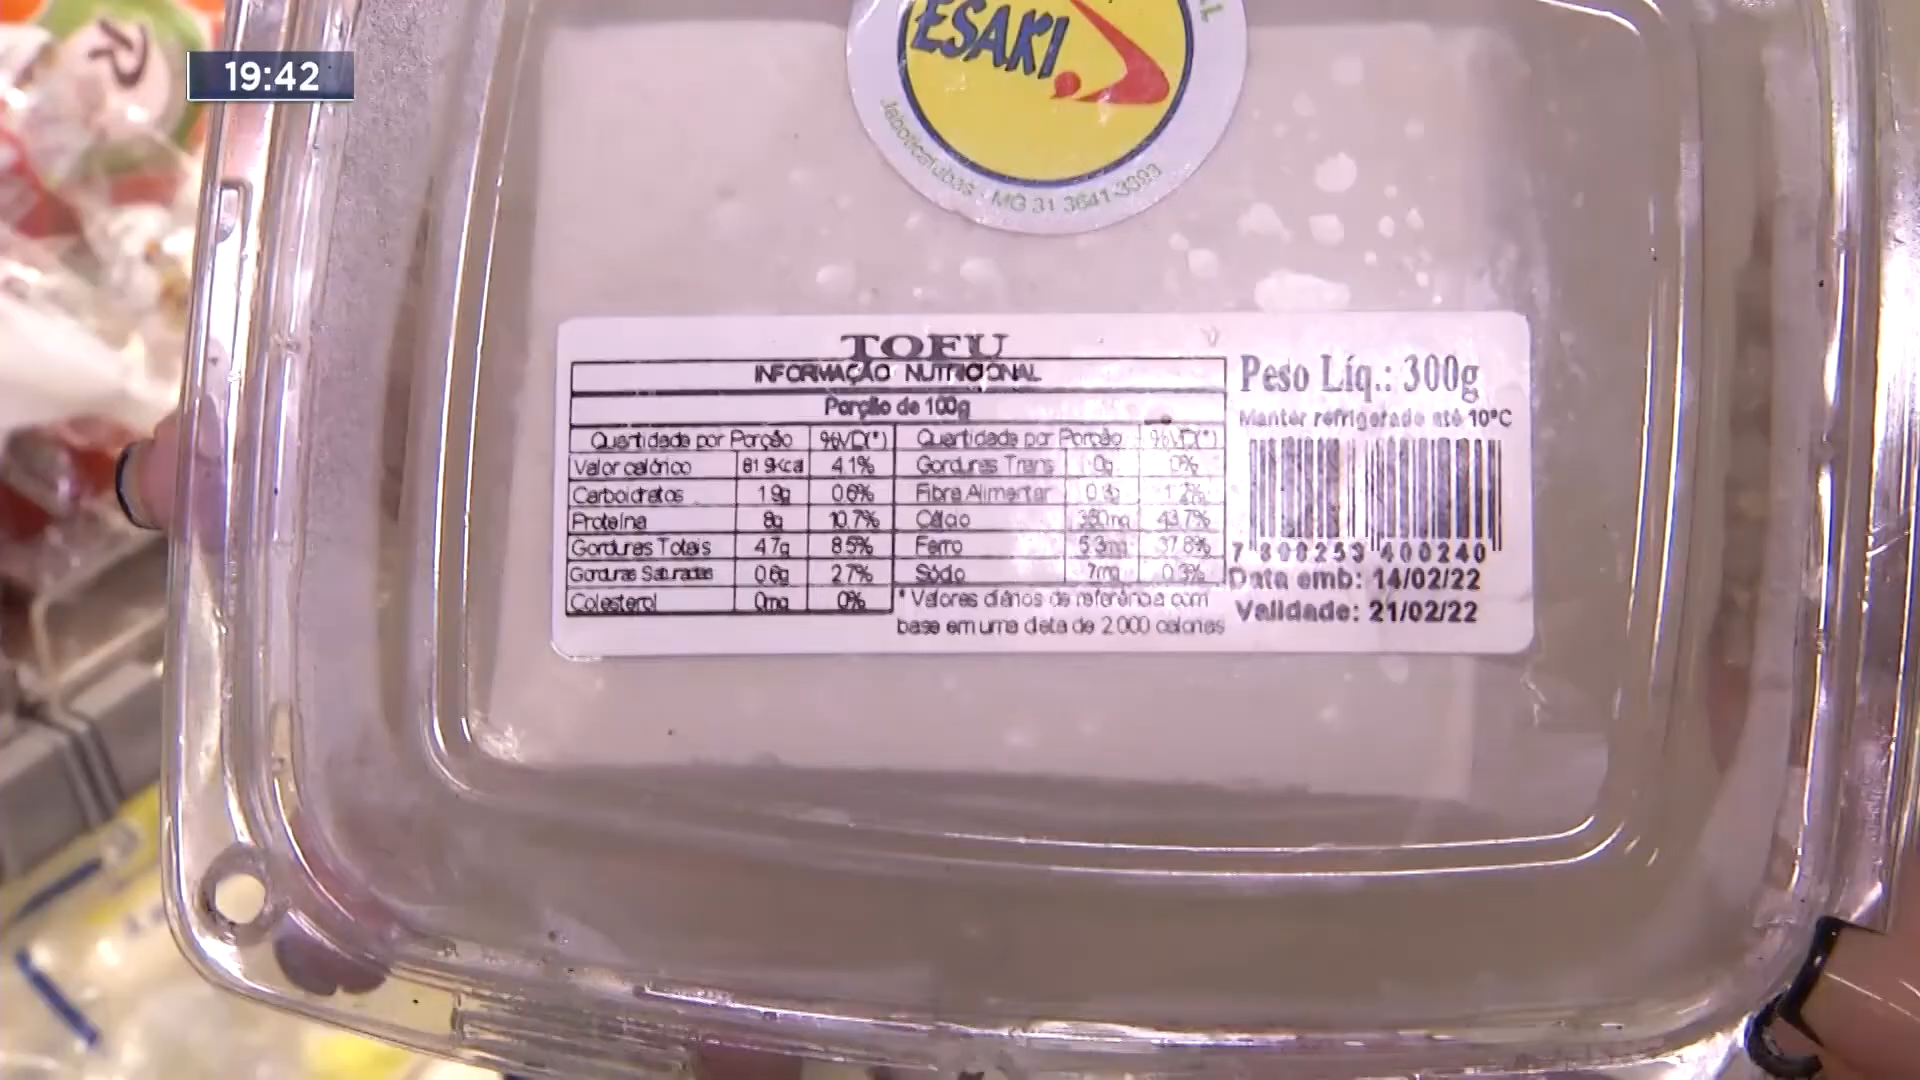 19:42
ESAKI
Jaboticatubas - MG 31 3641-3393
TOFU
INFORMAÇÃO NUTRICIONAL
Porção de 100g
Quantidade por Porção %VD(*) Quantidade por Porção %VD(*)
Valor calórico 81 9Kca 4.1% Gorduras Trans 0g 0%
Carboidratos 1 9g 0.6% Fibra Alimentar 1 2%
Proteína 8g 10.7% Cálcio 350mg 43.7%
Gorduras Totais 4.7g 8.5% Ferro 5.3mg 37.8%
Gorduras Saturadas 0.6g 2.7% Sódio 7mg 0.3%
Colesterol 0mg 0% * Valores diários de referência com
base em uma dieta de 2.000 calorias
Peso Líq.: 300g
Manter refrigerado até 10°C
7 400240
Data emb: 14/02/22
Validade: 21/02/22